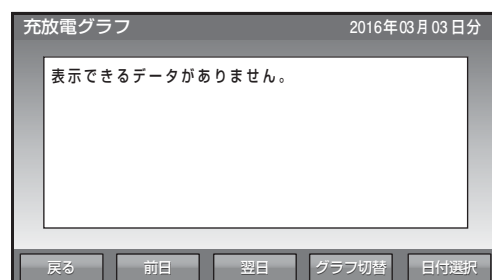 充放電グラフ 2016年03月03日分
表示できるデータがありません。
戻る 前日 翌日 グラフ切替 日付選択